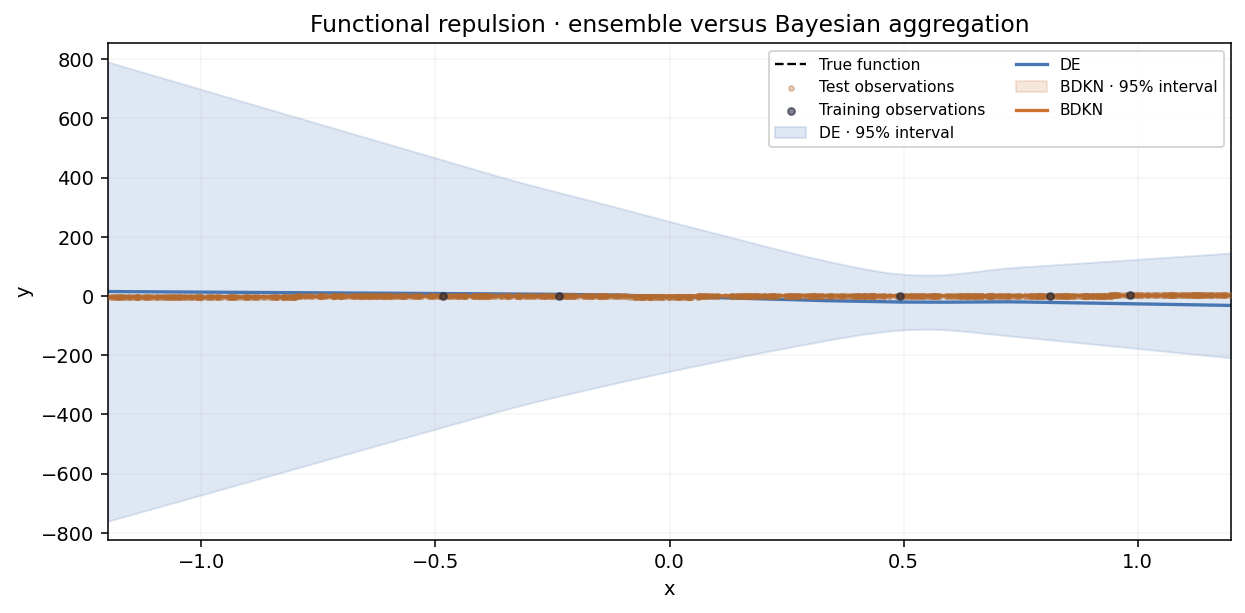 Functional repulsion · ensemble versus Bayesian aggregation
True function
Test observations
Training observations
DE · 95% interval
DE
BDKN · 95% interval
BDKN
y
800
600
400
200
0
−200
−400
−600
−800
−1.0
−0.5
0.0
0.5
1.0
x